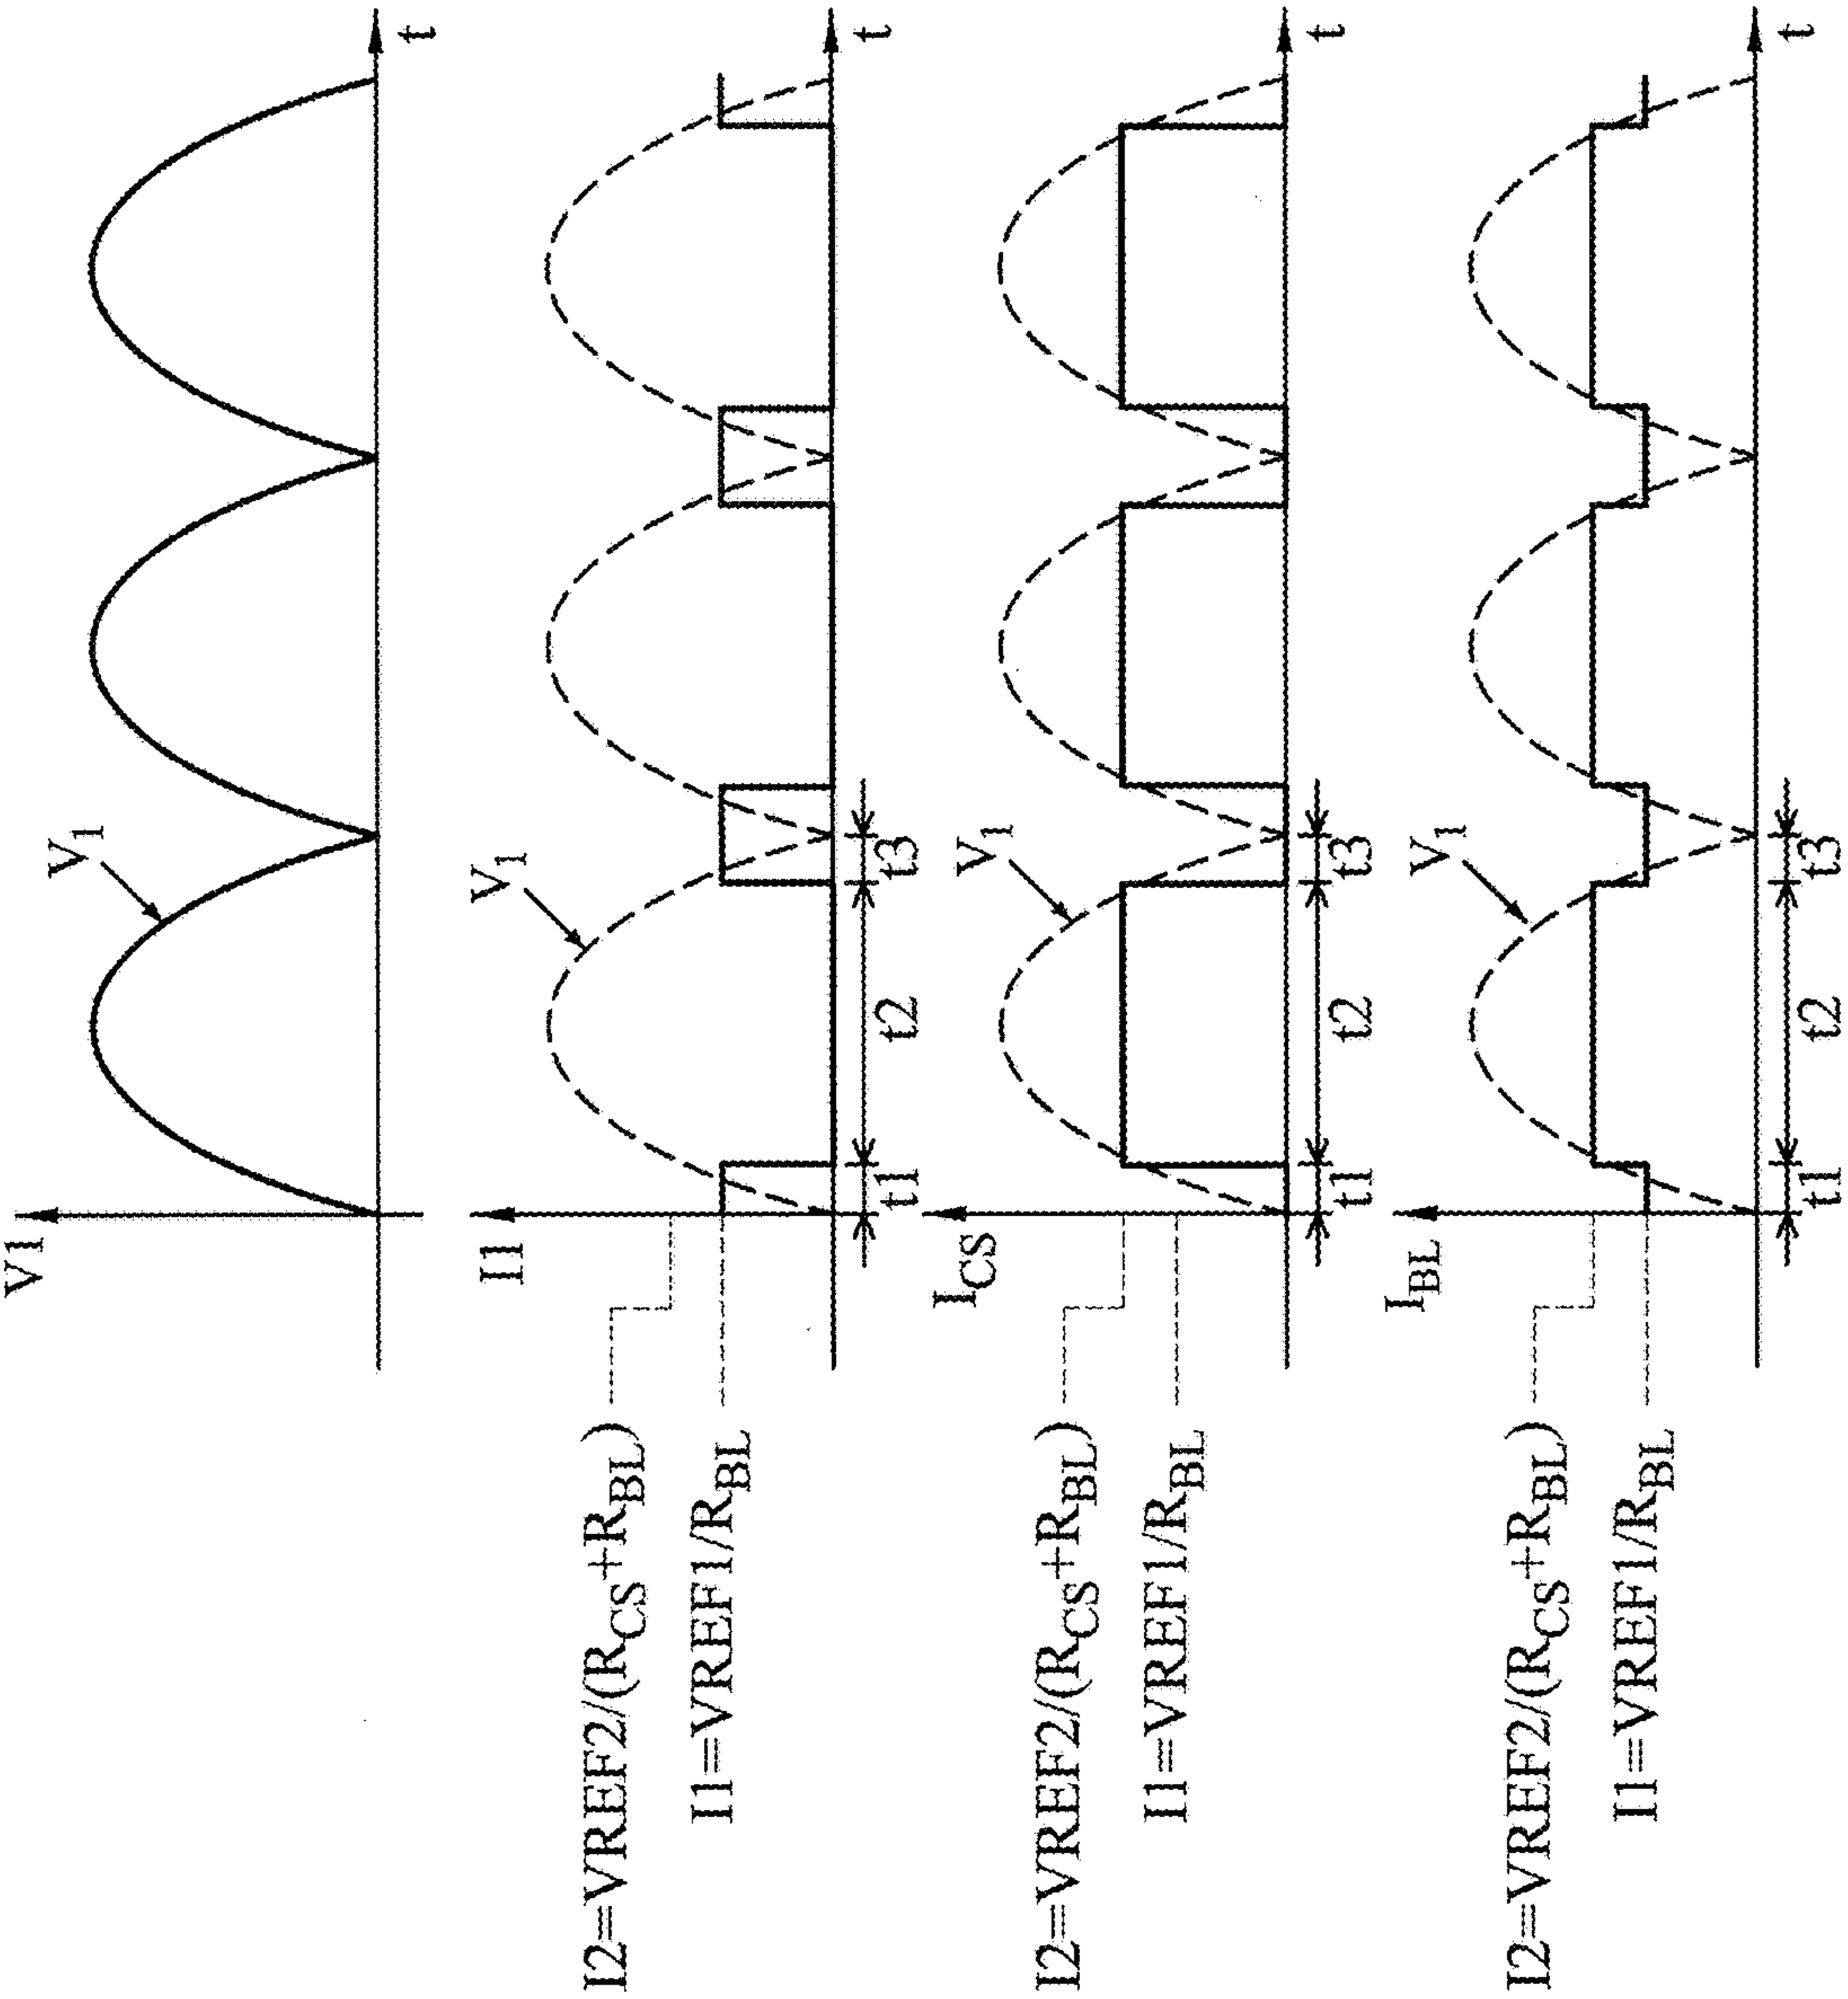 V1
V1
t
I2=VREF2/(RCS+RBL)
I1=VREF1/RBL
I1
V1
t1
t2
t3
t
I2=VREF2/(RCS+RBL)
I1=VREF1/RBL
ICS
V1
t1
t2
t3
t
I2=VREF2/(RCS+RBL)
I1=VREF1/RBL
IBL
V1
t1
t2
t3
t